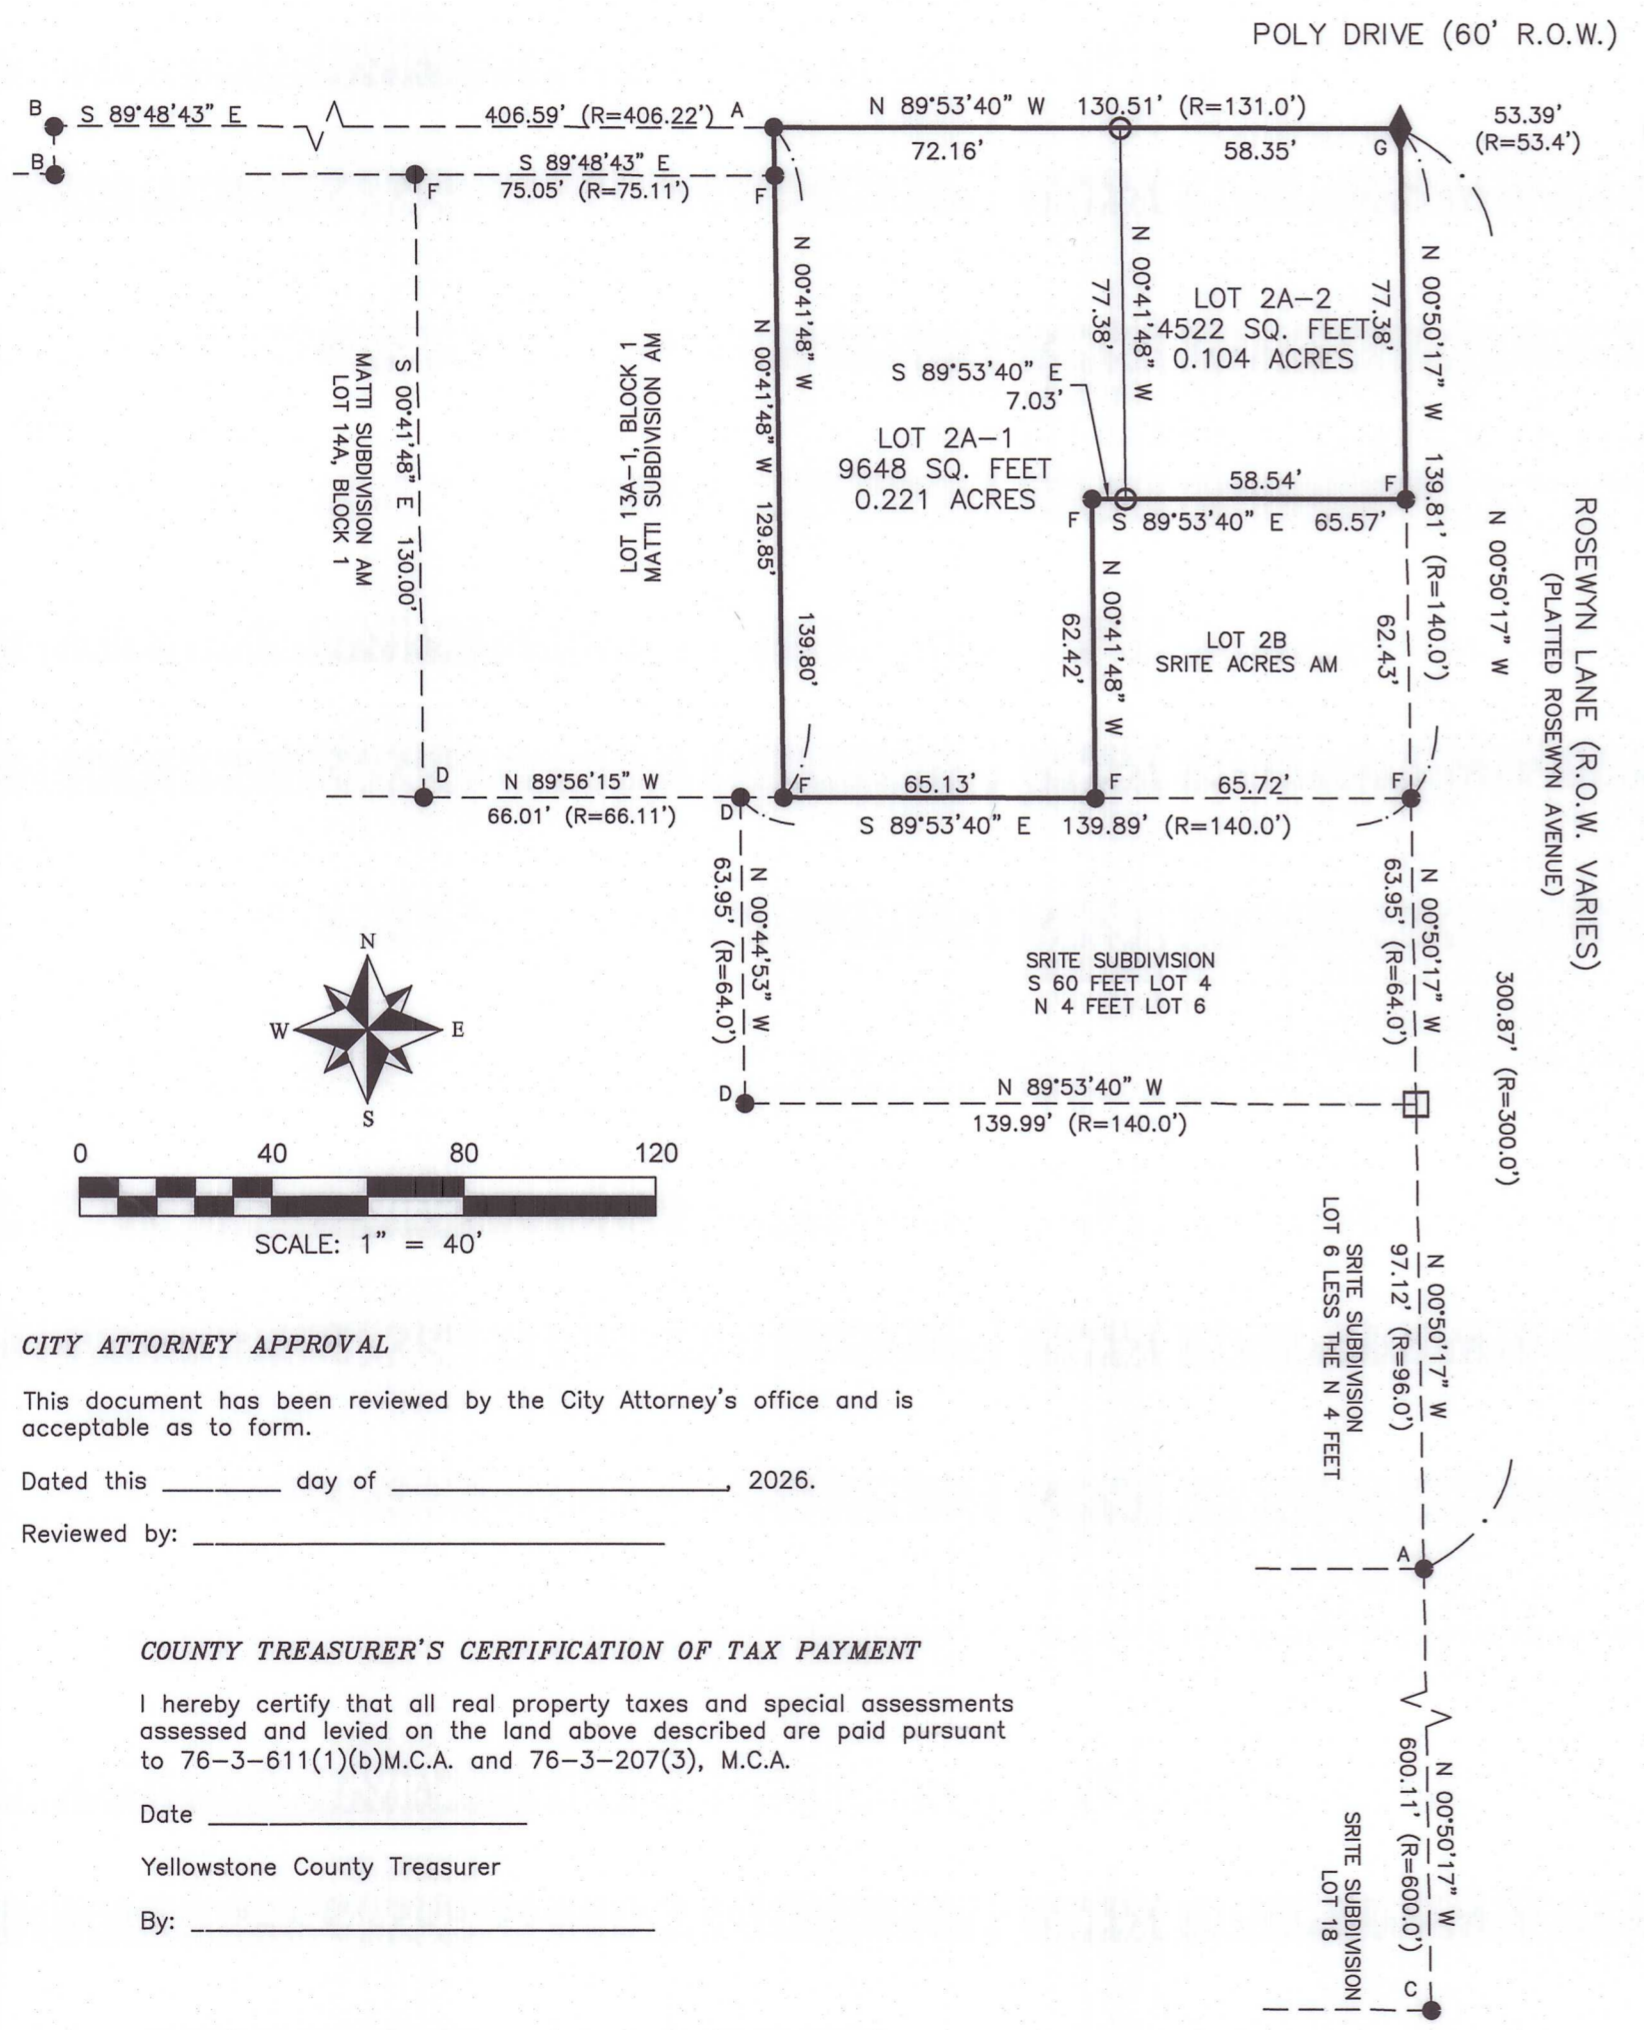 POLY DRIVE (60' R.O.W.)
B
S 89°48'43" E
406.59' (R=406.22')
A
N 89°53'40" W 130.51' (R=131.0')
53.39'
(R=53.4')
72.16'
58.35'
G
B
S 89°48'43" E
75.05' (R=75.11')
F
F
N 00°41'48" W
139.80'
N 00°41'48" W 129.85'
N 00°41'48" W
77.38'
LOT 2A-2
4522 SQ. FEET
0.104 ACRES
77.38'
N 00°50'17" W 139.81' (R=140.0')
S 89°53'40" E
7.03'
LOT 2A-1
9648 SQ. FEET
0.221 ACRES
58.54'
F
F
S 89°53'40" E 65.57'
MATTI SUBDIVISION AM
LOT 14A, BLOCK 1
S 00°41'48" E 130.00'
MATTI SUBDIVISION AM
LOT 13A-1, BLOCK 1
N 00°41'48" W
62.42'
LOT 2B
SRITE ACRES AM
62.43'
N 00°50'17" W
300.87' (R=300.0')
ROSEWYN LANE (R.O.W. VARIES)
(PLATTED ROSEWYN AVENUE)
D
N 89°56'15" W
66.01' (R=66.11')
D
F
65.13'
F
65.72'
F
S 89°53'40" E 139.89' (R=140.0')
N 00°44'53" W
63.95' (R=64.0')
N 00°50'17" W
63.95' (R=64.0')
SRITE SUBDIVISION
S 60 FEET LOT 4
N 4 FEET LOT 6
N
W
E
S
D
N 89°53'40" W
139.99' (R=140.0')
0 40 80 120
SCALE: 1" = 40'
N 00°50'17" W
97.12' (R=96.0')
SRITE SUBDIVISION
LOT 6 LESS THE N 4 FEET
CITY ATTORNEY APPROVAL
This document has been reviewed by the City Attorney's office and is
acceptable as to form.
Dated this ______ day of ______________, 2026.
Reviewed by: ______________
A
COUNTY TREASURER'S CERTIFICATION OF TAX PAYMENT
I hereby certify that all real property taxes and special assessments
assessed and levied on the land above described are paid pursuant
to 76-3-611(1)(b)M.C.A. and 76-3-207(3), M.C.A.
Date ______________
Yellowstone County Treasurer
By: ______________
N 00°50'17" W
600.11' (R=600.0')
SRITE SUBDIVISION
LOT 18
C